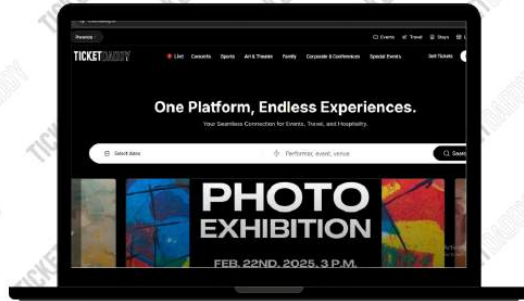 Events Travel Stays
TICKETDADDY Live Concerts Sports Art & Theatre Family Corporate & Conferences Special Events Sell Tickets
One Platform, Endless Experiences.
Your Seamless Connection for Events, Travel, and Hospitality.
Select dates Performer, event, venue Search
PHOTO
EXHIBITION
FEB. 22ND, 2025, 3 P.M.